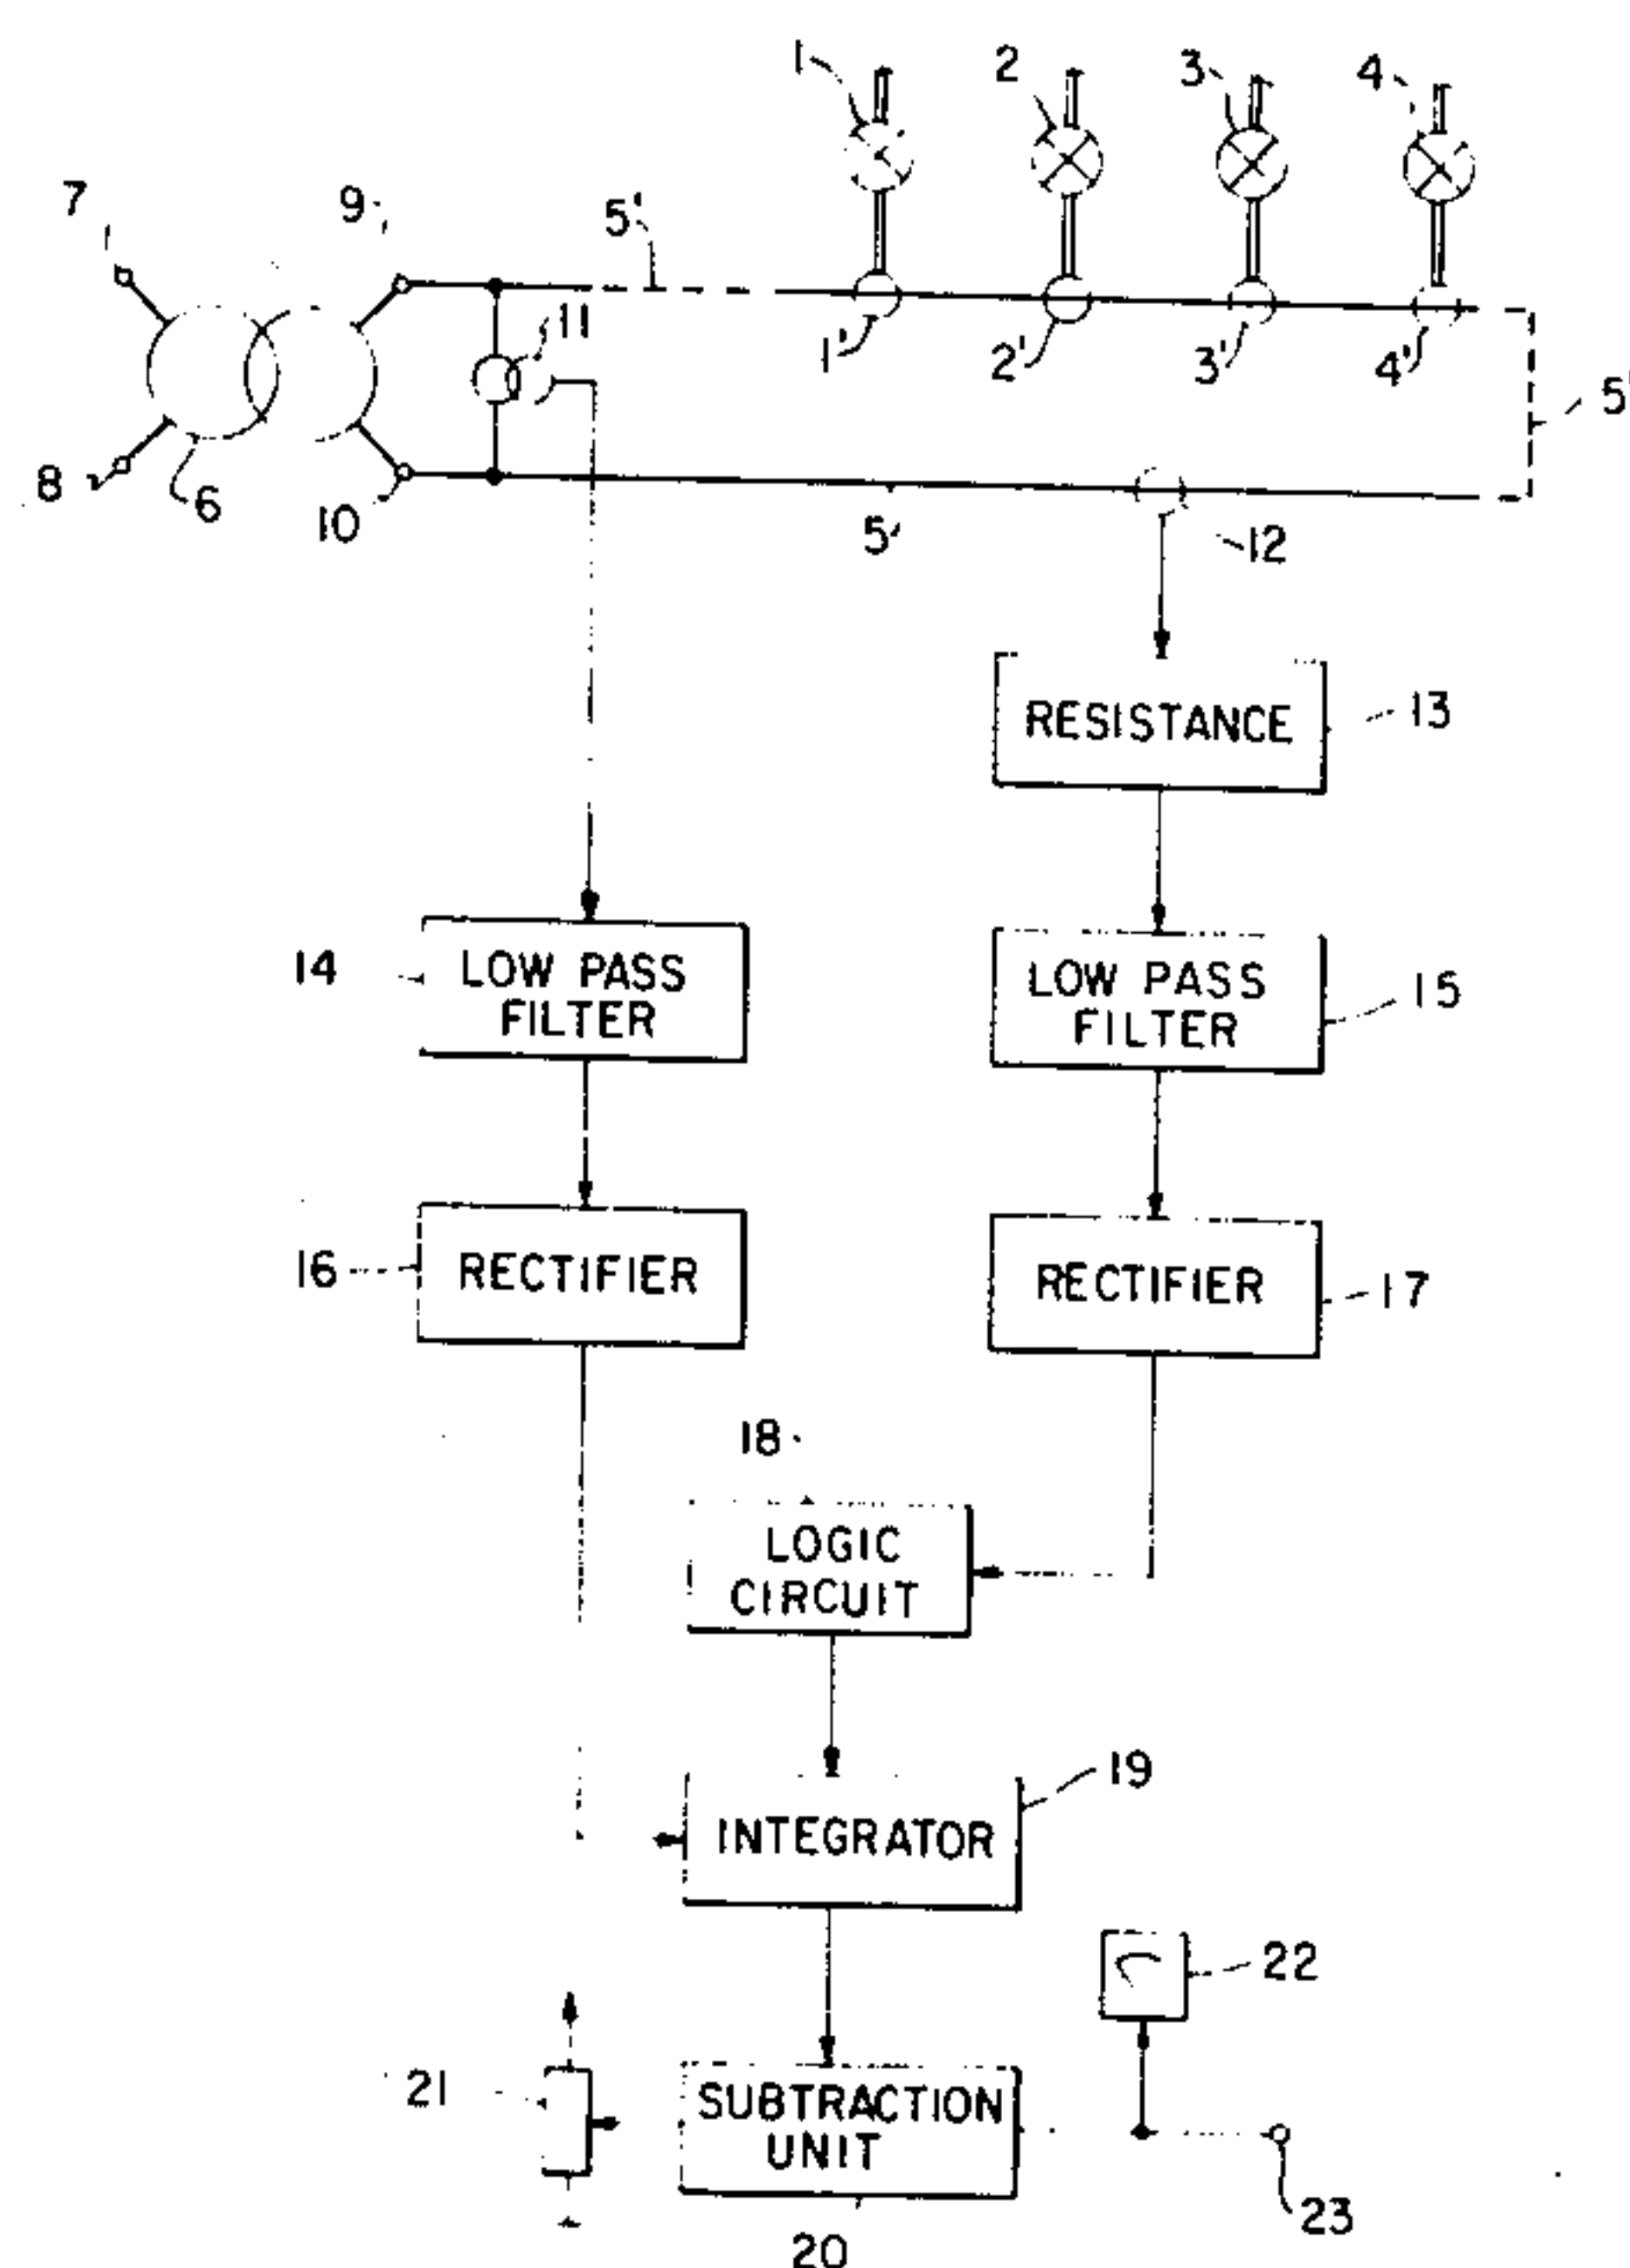 1 2 3 4
7 9 5'
11
1' 2' 3' 4'
5'
8 6 10 5' 12
RESISTANCE 13
14 LOW PASS
FILTER
LOW PASS
FILTER 15
16 RECTIFIER
RECTIFIER 17
18
LOGIC
CIRCUIT
19
INTEGRATOR
22
21 SUBTRACTION
UNIT
23
20